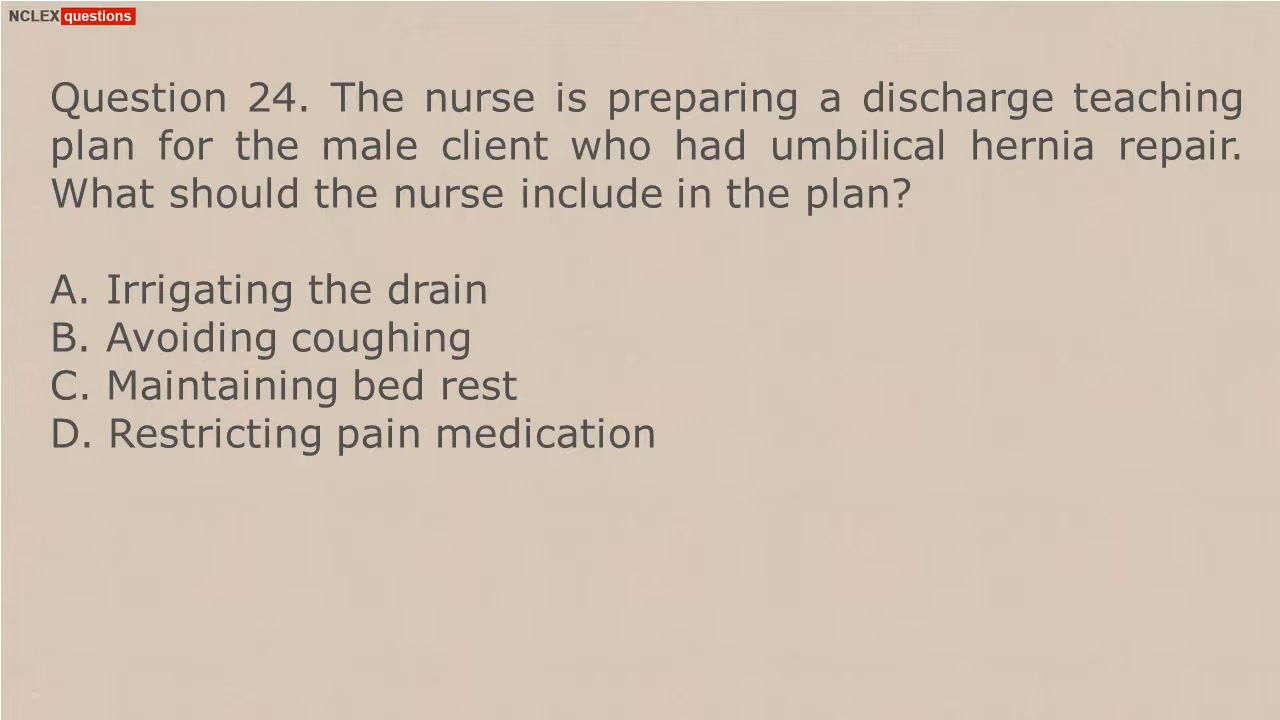 NCLEX questions
Question 24. The nurse is preparing a discharge teaching
plan for the male client who had umbilical hernia repair.
What should the nurse include in the plan?
A. Irrigating the drain
B. Avoiding coughing
C. Maintaining bed rest
D. Restricting pain medication